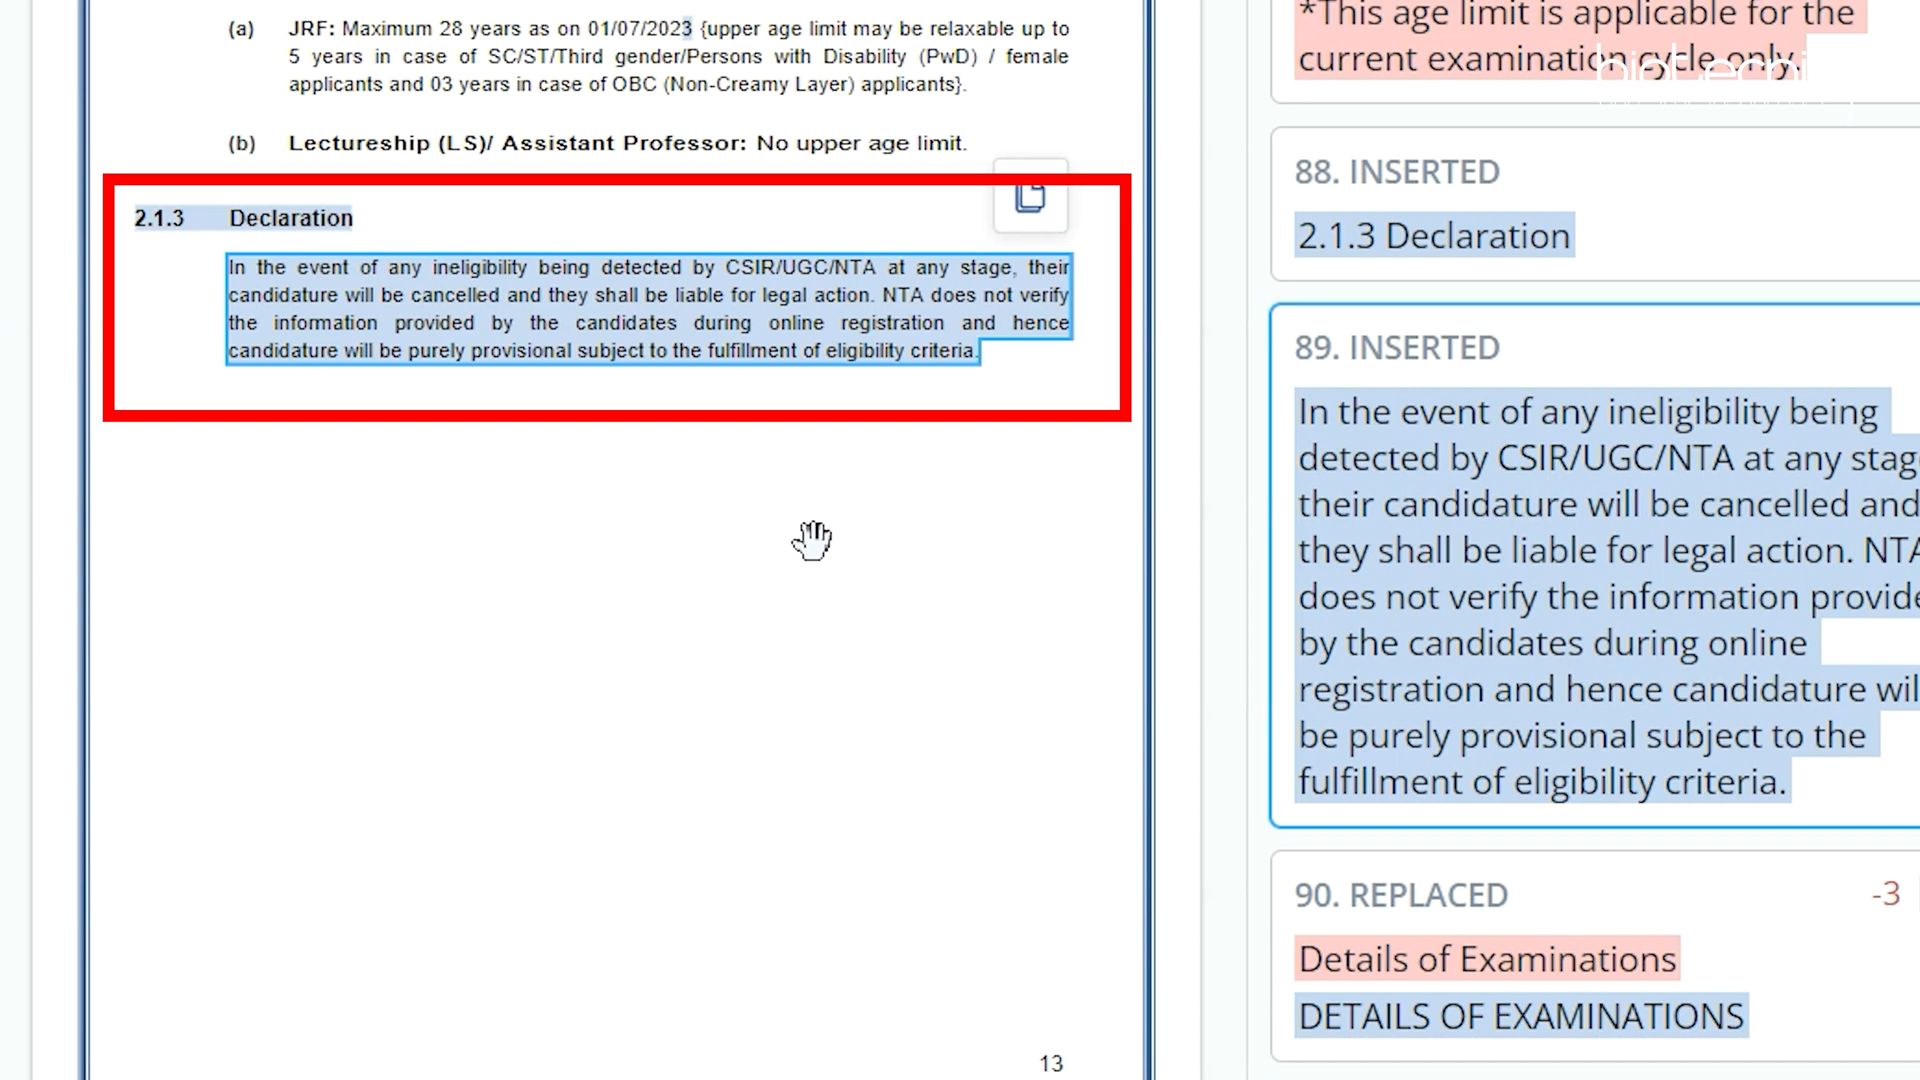 (a) JRF: Maximum 28 years as on 01/07/2023 {upper age limit may be relaxable up to
5 years in case of SC/ST/Third gender/Persons with Disability (PwD) / female
applicants and 03 years in case of OBC (Non-Creamy Layer) applicants}.
(b) Lectureship (LS)/ Assistant Professor: No upper age limit.
2.1.3 Declaration
In the event of any ineligibility being detected by CSIR/UGC/NTA at any stage, their
candidature will be cancelled and they shall be liable for legal action. NTA does not verify
the information provided by the candidates during online registration and hence
candidature will be purely provisional subject to the fulfillment of eligibility criteria.
13
*This age limit is applicable for the
current examination cycle only.
88. INSERTED
2.1.3 Declaration
89. INSERTED
In the event of any ineligibility being
detected by CSIR/UGC/NTA at any stag
their candidature will be cancelled and
they shall be liable for legal action. NTA
does not verify the information provide
by the candidates during online
registration and hence candidature wil
be purely provisional subject to the
fulfillment of eligibility criteria.
90. REPLACED -3
Details of Examinations
DETAILS OF EXAMINATIONS